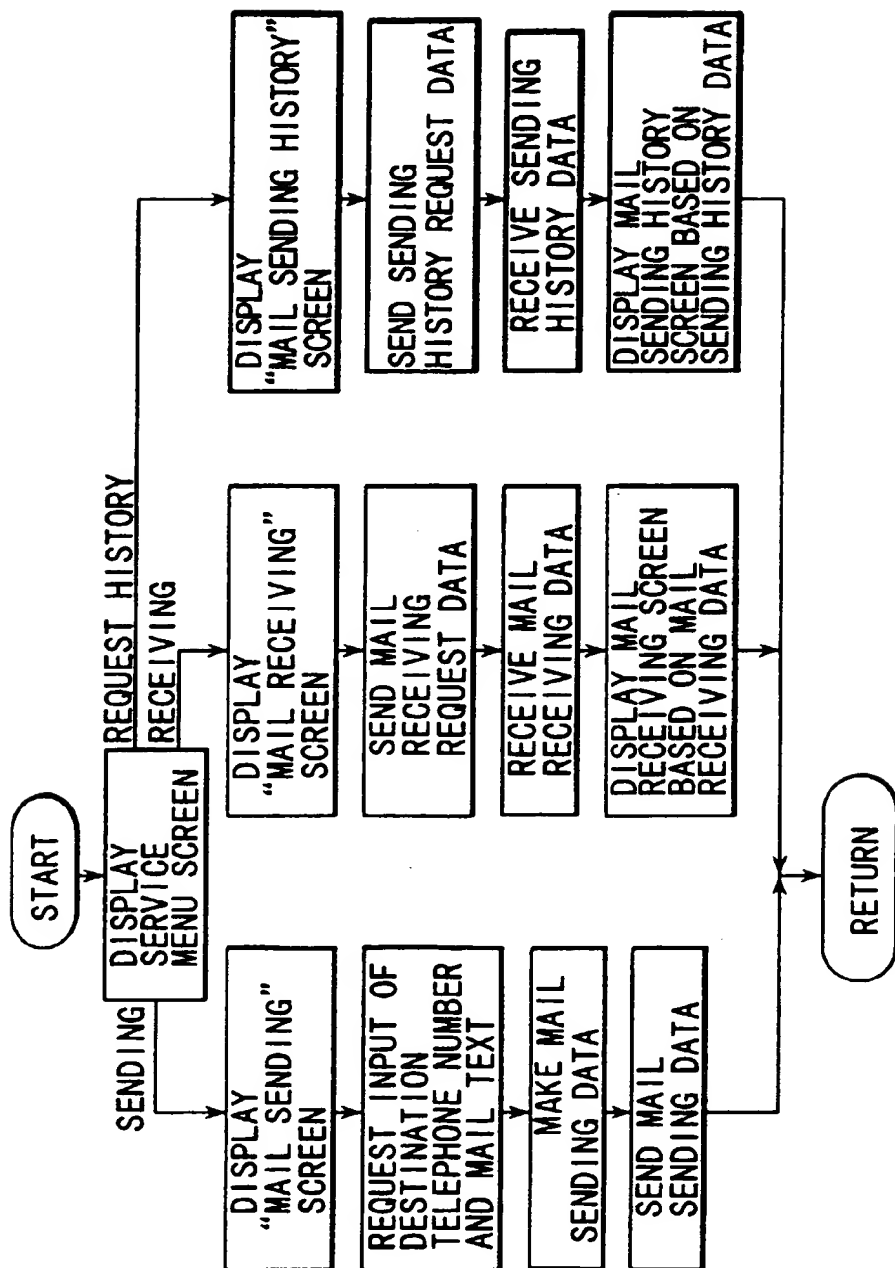 START
DISPLAY
SERVICE
MENU SCREEN
SENDING
DISPLAY
“MAIL SENDING”
SCREEN
REQUEST INPUT OF
DESTINATION
TELEPHONE NUMBER
AND MAIL TEXT
MAKE MAIL
SENDING DATA
SEND MAIL
SENDING DATA
RECEIVING
DISPLAY
“MAIL RECEIVING”
SCREEN
SEND MAIL
RECEIVING
REQUEST DATA
RECEIVE MAIL
RECEIVING DATA
DISPLAY MAIL
RECEIVING SCREEN
BASED ON MAIL
RECEIVING DATA
REQUEST HISTORY
DISPLAY
“MAIL SENDING HISTORY”
SCREEN
SEND SENDING
HISTORY REQUEST DATA
RECEIVE SENDING
HISTORY DATA
DISPLAY MAIL
SENDING HISTORY
SCREEN BASED ON
SENDING HISTORY DATA
RETURN